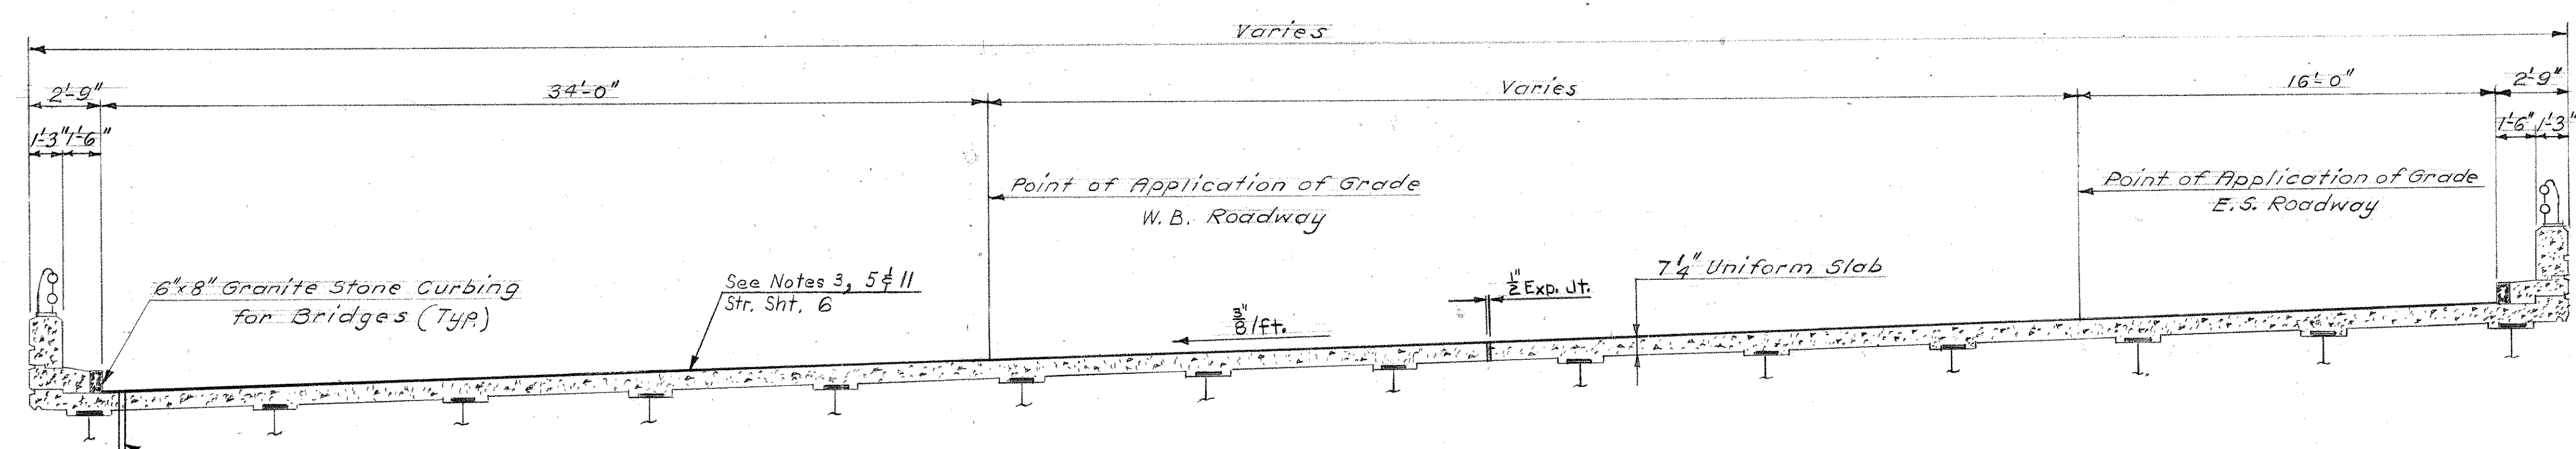 Varies
2'-9"
34'-0"
Varies
16'-0"
2'-9"
1'-3"
1'-6"
1'-6"
1'-3"
Point of Application of Grade
W. B. Roadway
Point of Application of Grade
E. S. Roadway
6"x8" Granite Stone Curbing
for Bridges (Typ.)
See Notes 3, 5 & 11
Str. Sht. 6
3/8"/ft.
1/2" Exp. Jt.
7 1/4" Uniform Slab